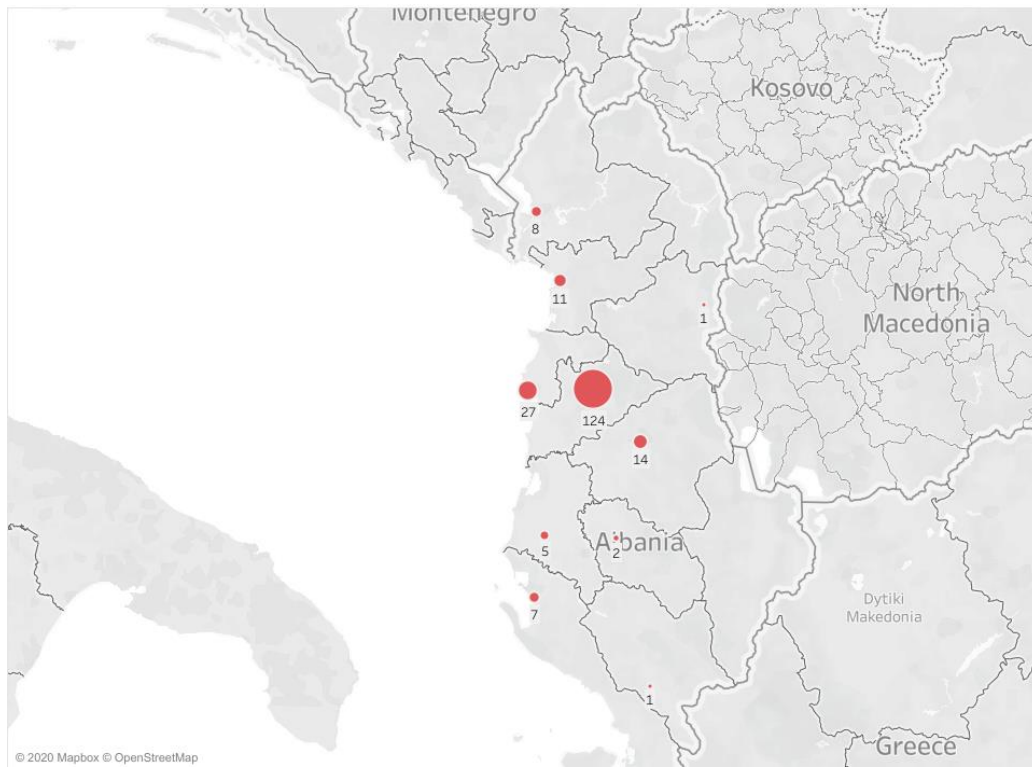 Montenegro
Kosovo
8
11
North
Macedonia
1
27
124
14
5
Albania
2
7
Dytiki
Makedonia
1
Greece
© 2020 Mapbox © OpenStreetMap